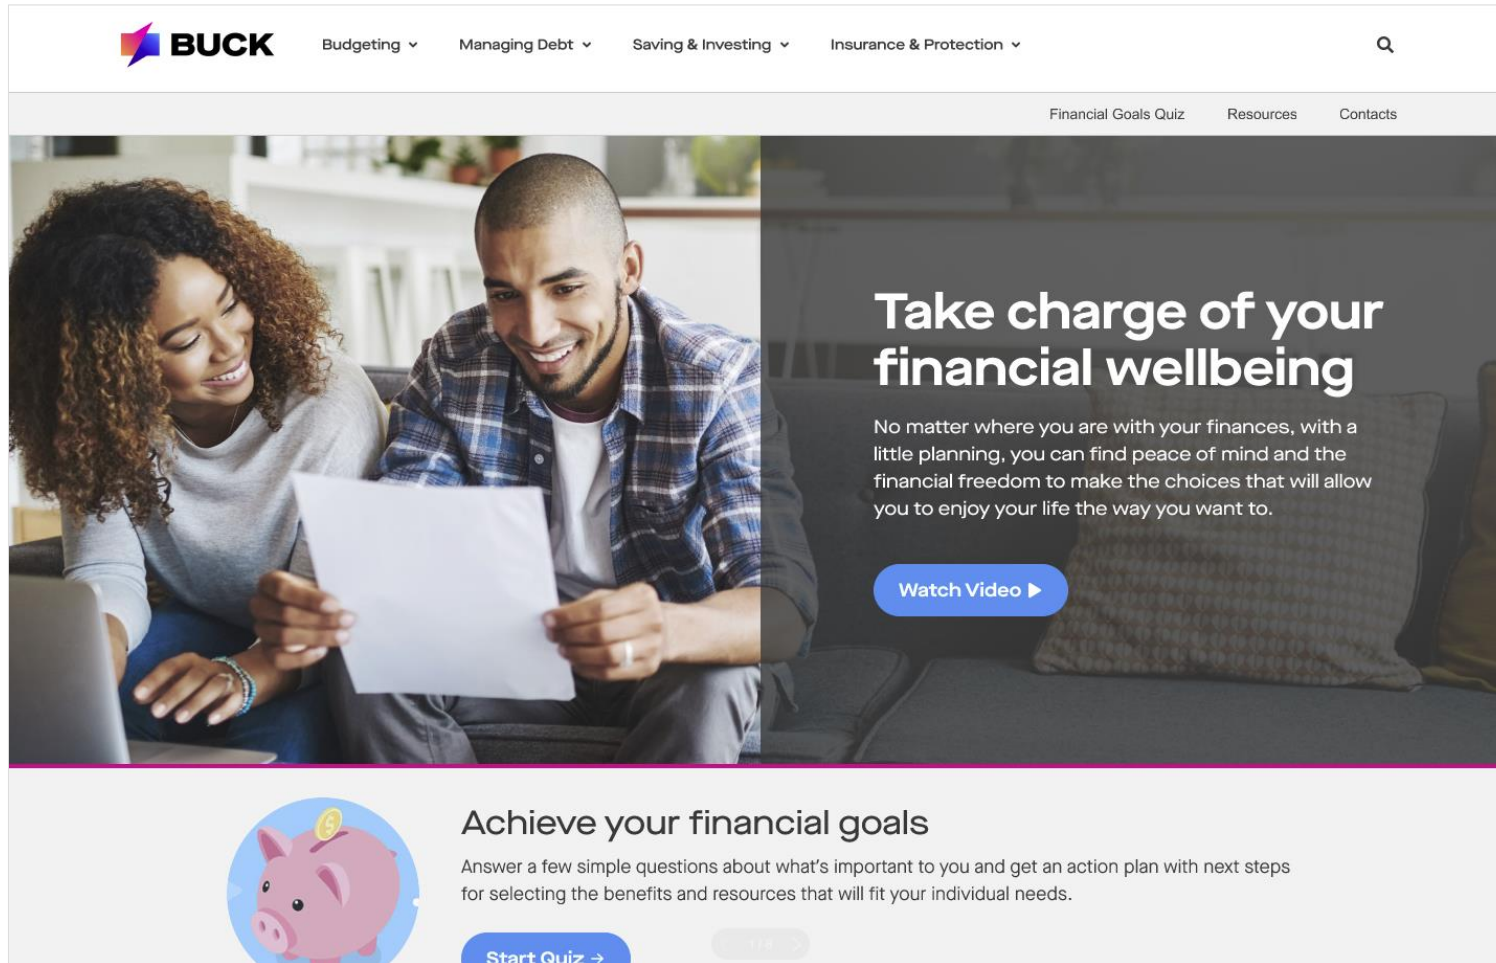 BUCK
Budgeting
Managing Debt
Saving & Investing
Insurance & Protection
Financial Goals Quiz
Resources
Contacts
Take charge of your
financial wellbeing
No matter where you are with your finances, with a
little planning, you can find peace of mind and the
financial freedom to make the choices that will allow
you to enjoy your life the way you want to.
Watch Video
$
Achieve your financial goals
Answer a few simple questions about what's important to you and get an action plan with next steps
for selecting the benefits and resources that will fit your individual needs.
Start Quiz →